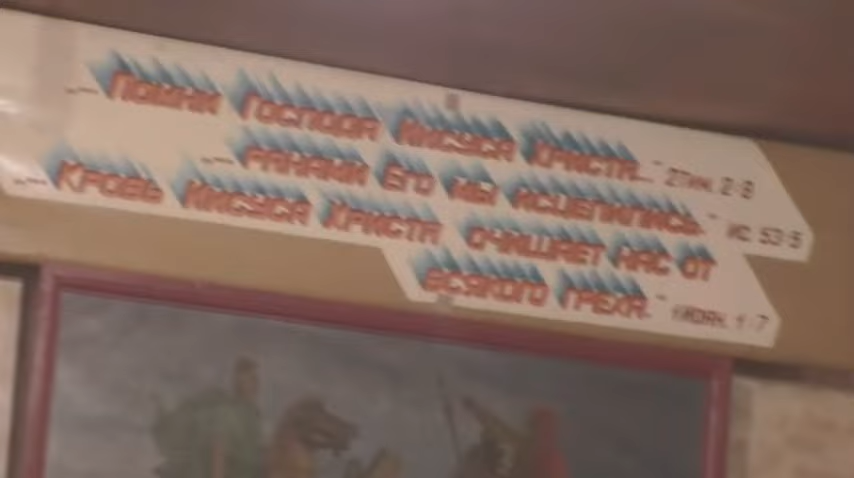 „Помни Господа Иисуса Христа..." 2Тим. 2:8
„Ранами Его мы исцелились." Ис 53:5
„Кровь Иисуса Христа очищает нас от
всякого греха." 1Иоан. 1:7